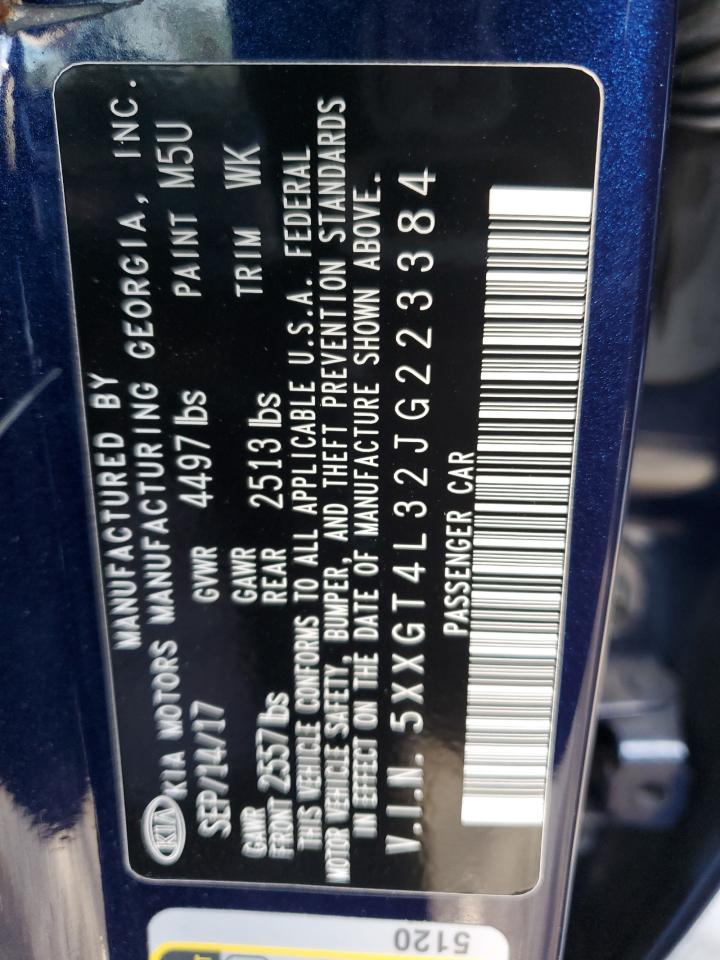 MANUFACTURED BY
KIA KIA MOTORS MANUFACTURING GEORGIA, INC.
SEP/14/17 GVWR 4497 lbs PAINT M5U
GAWR FRONT 2557 lbs GAWR REAR 2513 lbs TRIM WK
THIS VEHICLE CONFORMS TO ALL APPLICABLE U.S.A. FEDERAL
MOTOR VEHICLE SAFETY, BUMPER, AND THEFT PREVENTION STANDARDS
IN EFFECT ON THE DATE OF MANUFACTURE SHOWN ABOVE.
V.I.N. 5XXGT4L32JG223384
PASSENGER CAR
5120